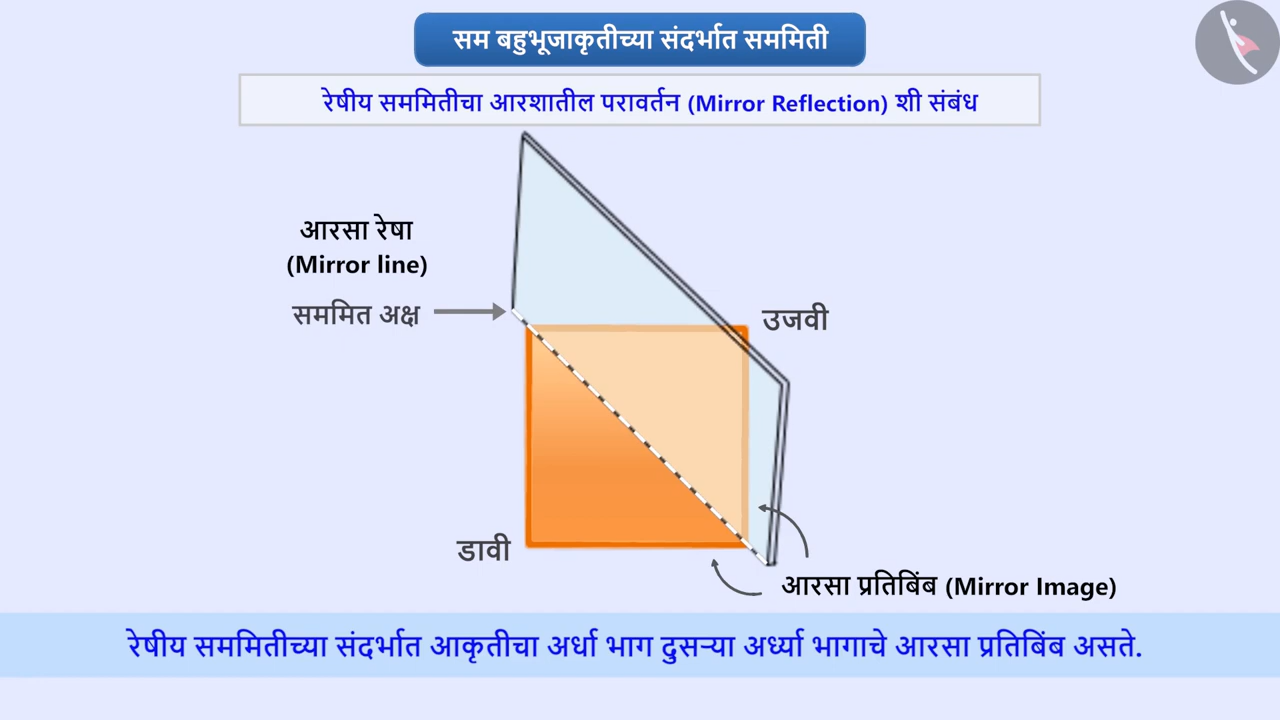 सम बहुभूजाकृतीच्या संदर्भात सममिती
रेषीय सममितीचा आरशातील परावर्तन (Mirror Reflection) शी संबंध
आरसा रेषा
(Mirror line)
सममित अक्ष
उजवी
डावी
आरसा प्रतिबिंब (Mirror Image)
रेषीय सममितीच्या संदर्भात आकृतीचा अर्धा भाग दुसऱ्या अर्ध्या भागाचे आरसा प्रतिबिंब असते.